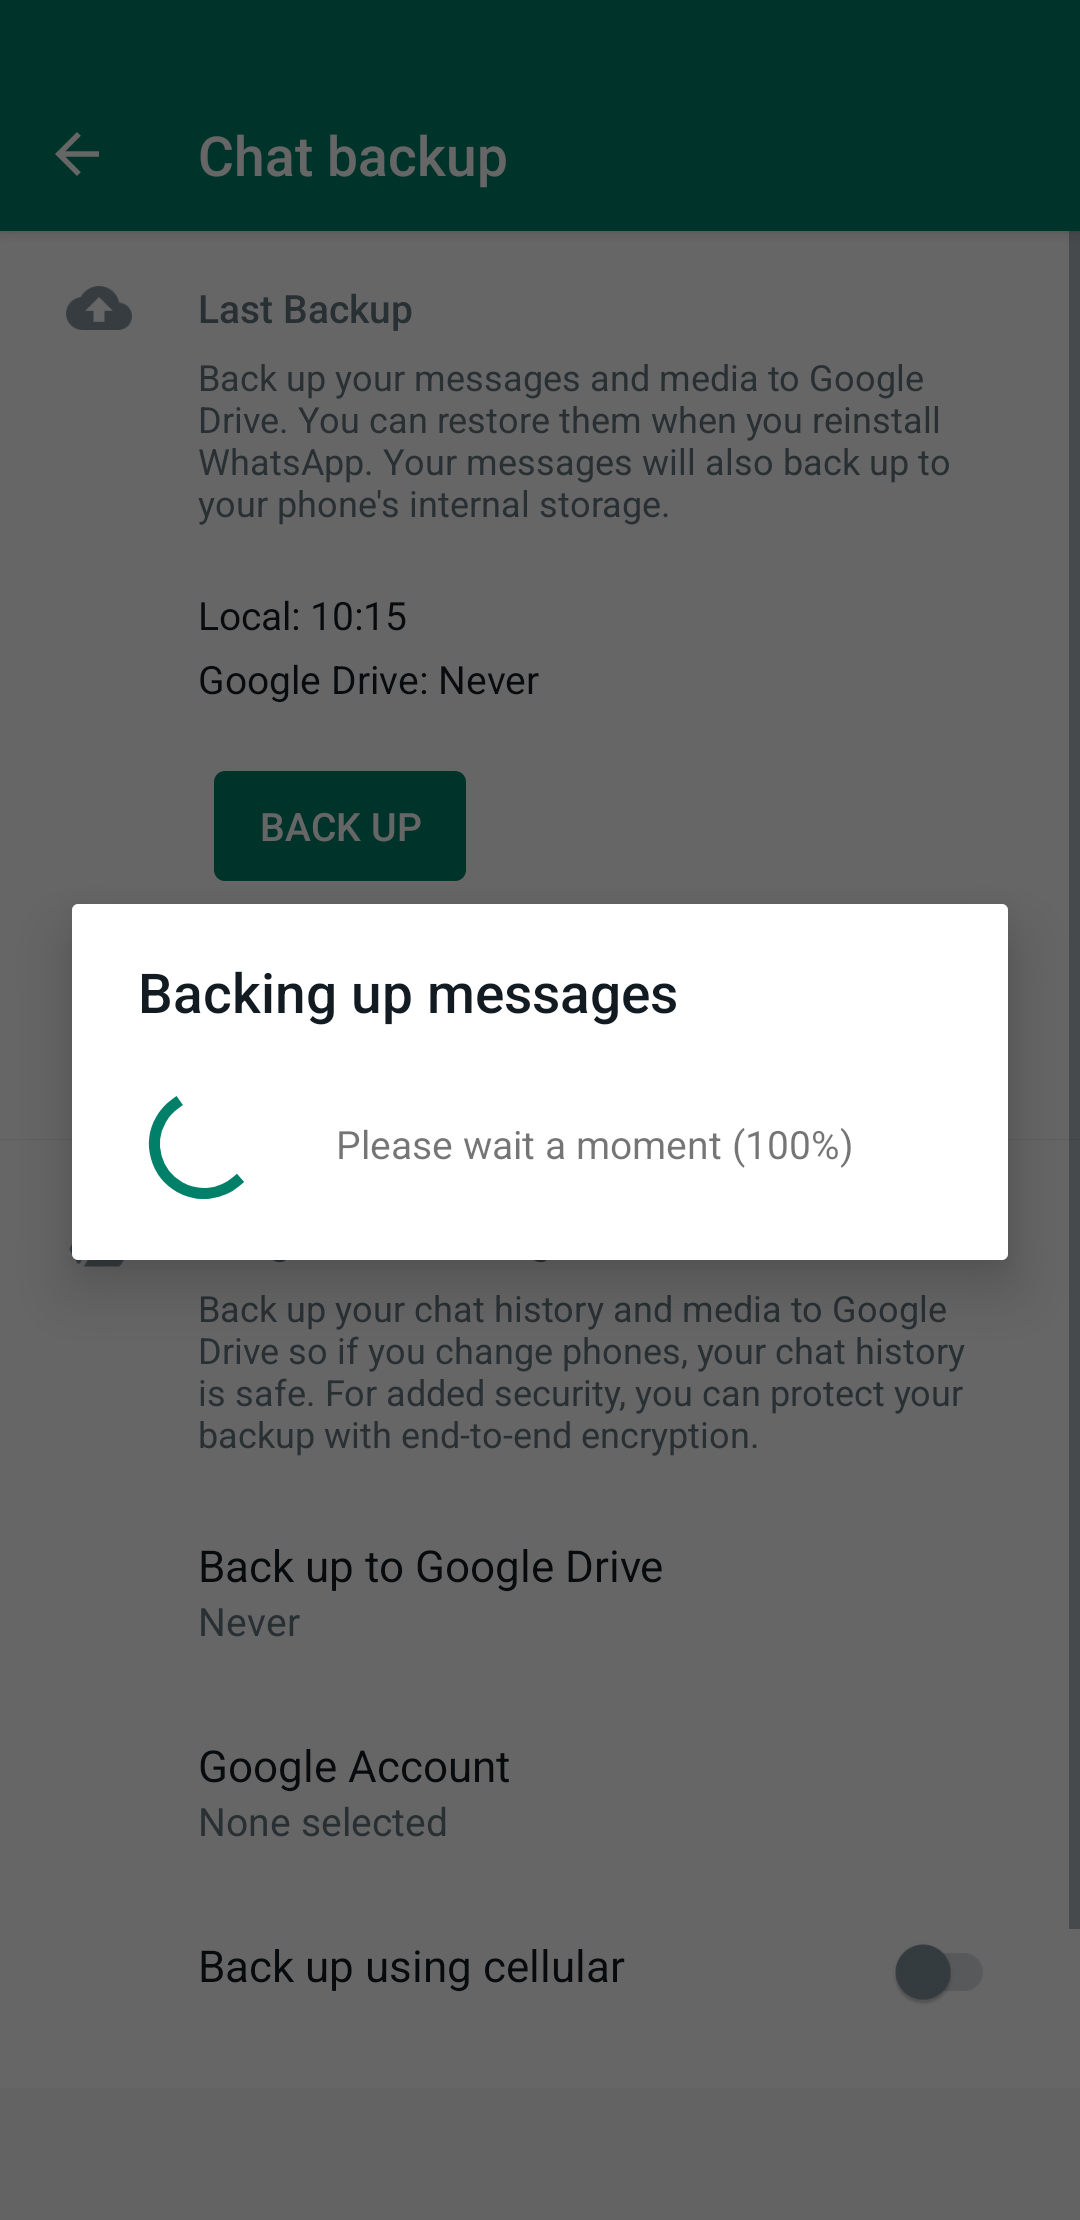 Chat backup
Last Backup
Back up your messages and media to Google
Drive. You can restore them when you reinstall
WhatsApp. Your messages will also back up to
your phone's internal storage.
Local: 10:15
Google Drive: Never
BACK UP
Backing up messages
Please wait a moment (100%)
Back up your chat history and media to Google
Drive so if you change phones, your chat history
is safe. For added security, you can protect your
backup with end-to-end encryption.
Back up to Google Drive
Never
Google Account
None selected
Back up using cellular